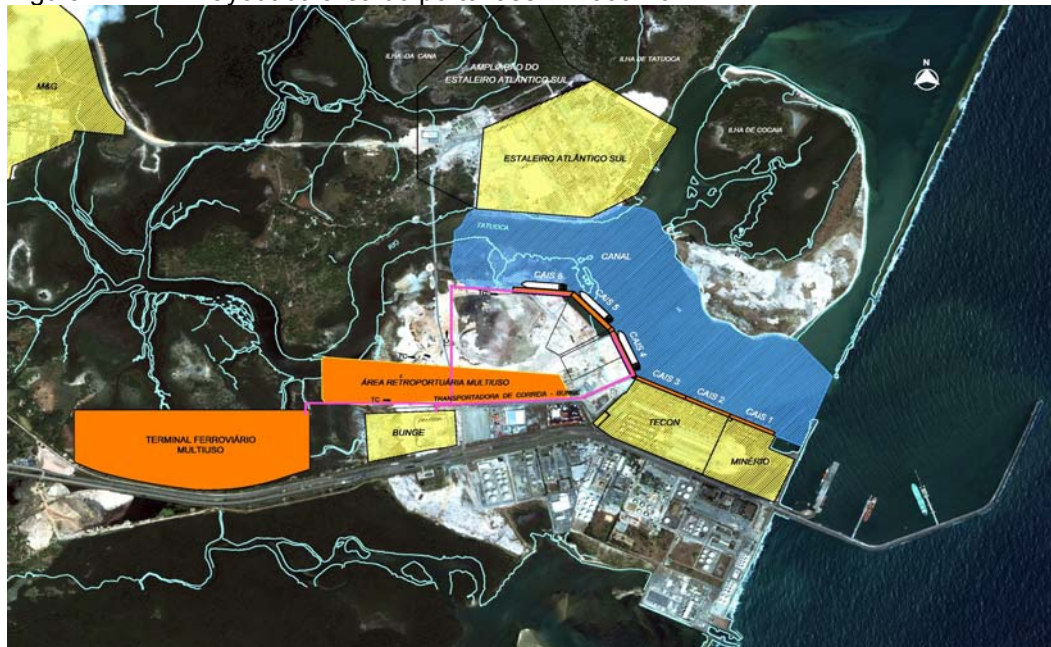 N
M&G
ILHA DA CANA
AMPLIAÇÃO DO
ESTALEIRO ATLÂNTICO SUL
ILHA DE TATUOCA
ILHA DE COCAIA
ESTALEIRO ATLÂNTICO SUL
TATUOCA
RIO
CANAL
CAIS 6
CAIS 5
CAIS 4
CAIS 3
CAIS 2
CAIS 1
TC
ÁREA RETROPORTUÁRIA MULTIUSO
TC
TRANSPORTADORA DE CORREIA - BUNGE
TERMINAL FERROVIÁRIO
MULTIUSO
BUNGE
TECON
MINÉRIO